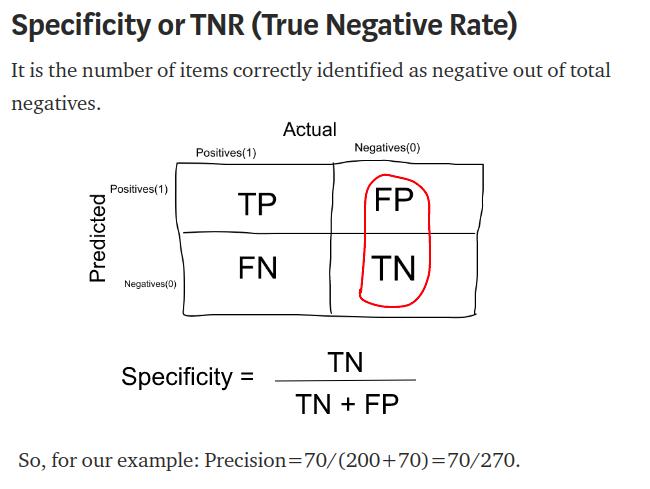 Specificity or TNR (True Negative Rate)
It is the number of items correctly identified as negative out of total
negatives.
Actual
Positives(1)
Negatives(0)
Predicted
Positives(1)
TP
FP
Negatives(0)
FN
TN
Specificity =
TN
TN + FP
So, for our example: Precision=70/(200+70)=70/270.